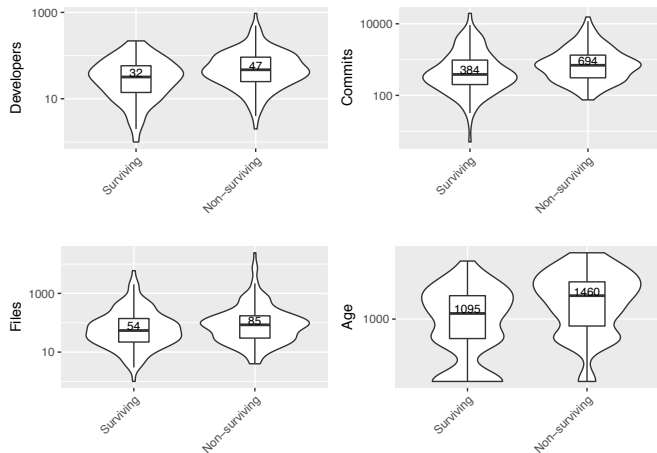 Developers
1000
10
32
47
Surviving
Non−surviving
Commits
10000
100
384
694
Surviving
Non−surviving
Files
1000
10
54
85
Surviving
Non−surviving
Age
1000
1095
1460
Surviving
Non−surviving